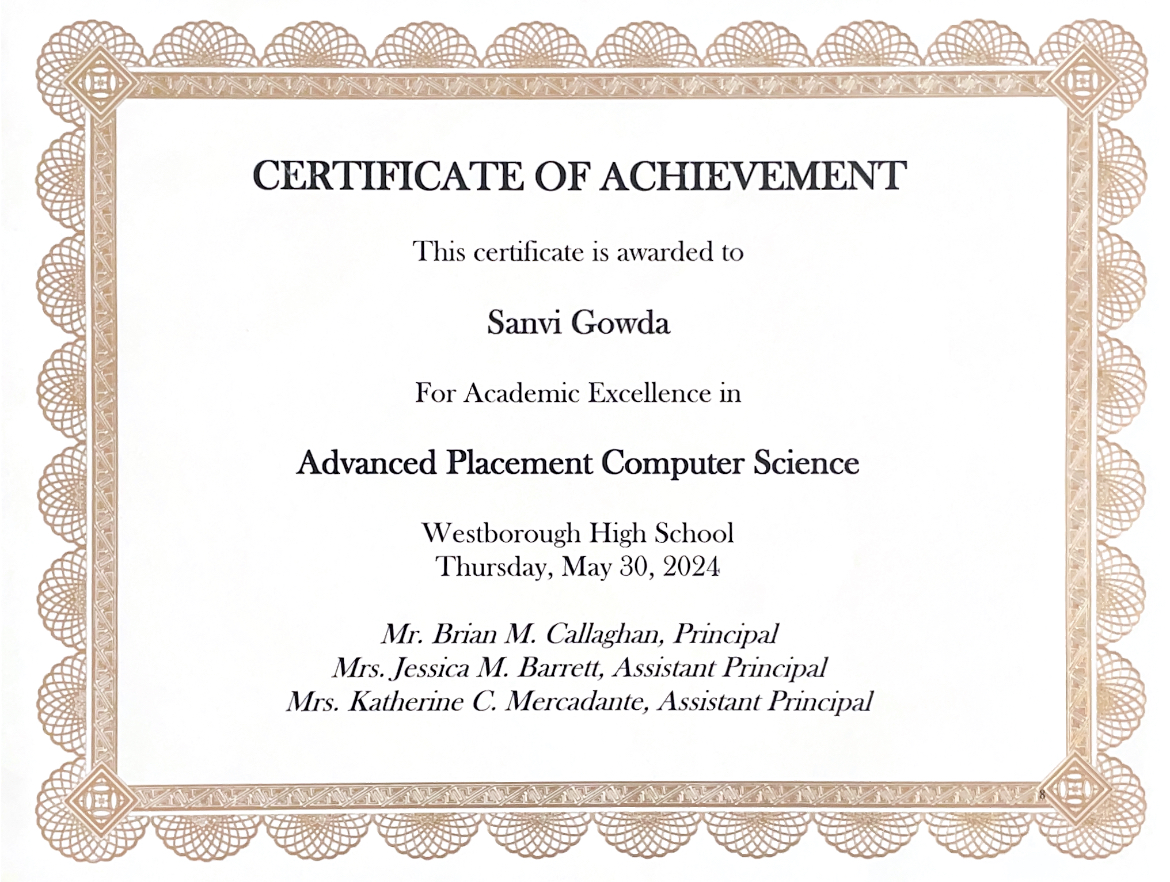 CERTIFICATE OF ACHIEVEMENT
This certificate is awarded to
Sanvi Gowda
For Academic Excellence in
Advanced Placement Computer Science
Westborough High School
Thursday, May 30, 2024
Mr. Brian M. Callaghan, Principal
Mrs. Jessica M. Barrett, Assistant Principal
Mrs. Katherine C. Mercadante, Assistant Principal
8